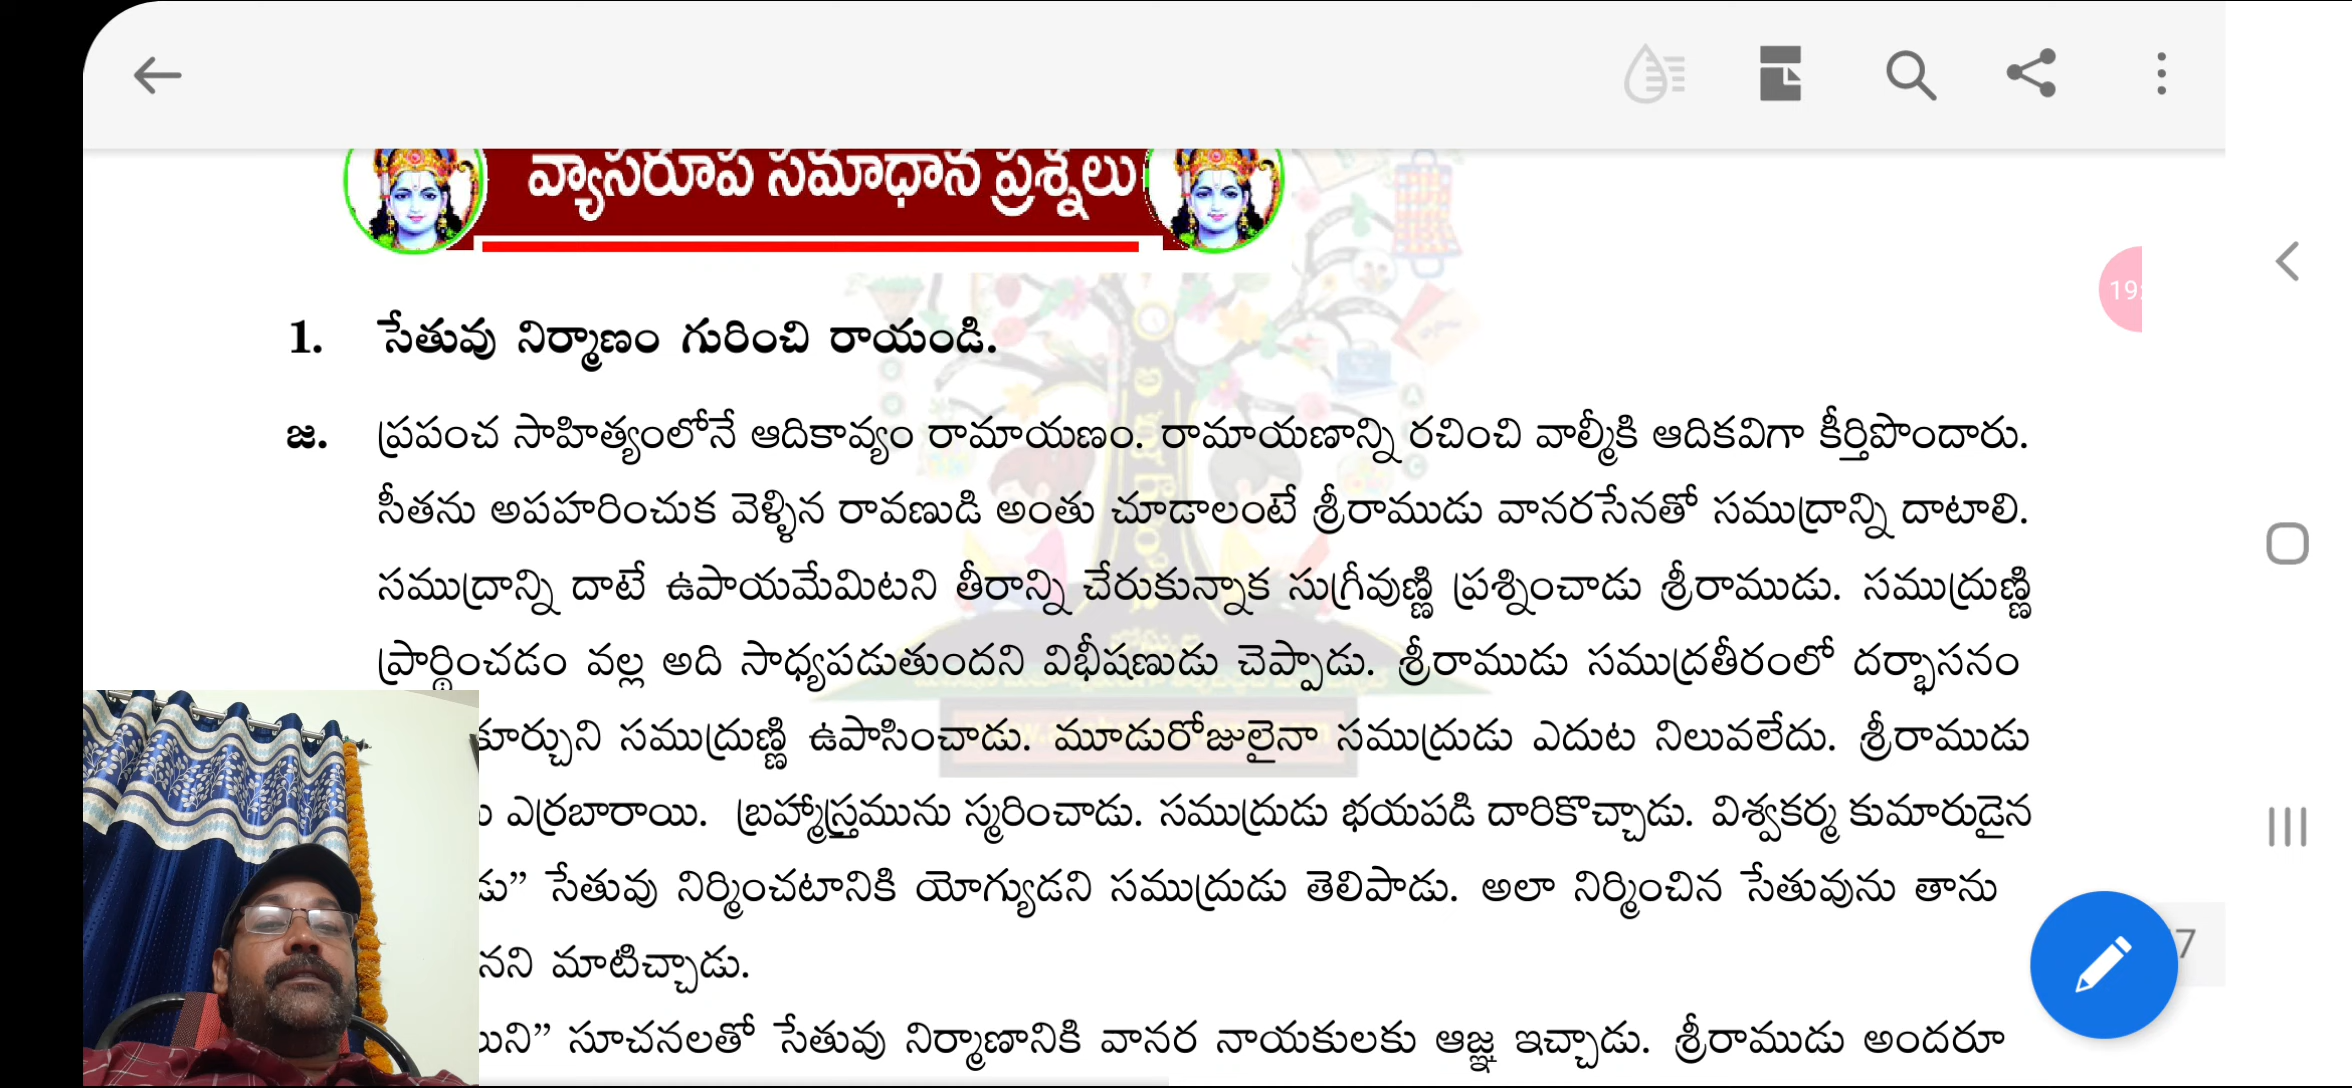 వ్యాసరూప సమాధాన ప్రశ్నలు
1. సేతువు నిర్మాణం గురించి రాయండి.
జ. ప్రపంచ సాహిత్యంలోనే ఆదికావ్యం రామాయణం. రామాయణాన్ని రచించి వాల్మీకి ఆదికవిగా కీర్తిపొందారు.
సీతను అపహరించుక వెళ్ళిన రావణుడి అంతు చూడాలంటే శ్రీరాముడు వానరసేనతో సముద్రాన్ని దాటాలి.
సముద్రాన్ని దాటే ఉపాయమేమిటని తీరాన్ని చేరుకున్నాక సుగ్రీవుణ్ణి ప్రశ్నించాడు శ్రీరాముడు. సముద్రుణ్ణి
ప్రార్థించడం వల్ల అది సాధ్యపడుతుందని విభీషణుడు చెప్పాడు. శ్రీరాముడు సముద్రతీరంలో దర్భాసనం
కూర్చుని సముద్రుణ్ణి ఉపాసించాడు. మూడురోజులైనా సముద్రుడు ఎదుట నిలువలేదు. శ్రీరాముడు
ఎర్రబారాయి. బ్రహ్మాస్త్రమును స్మరించాడు. సముద్రుడు భయపడి దారికొచ్చాడు. విశ్వకర్మ కుమారుడైన
డు” సేతువు నిర్మించటానికి యోగ్యుడని సముద్రుడు తెలిపాడు. అలా నిర్మించిన సేతువును తాను
నని మాటిచ్చాడు.
ుని” సూచనలతో సేతువు నిర్మాణానికి వానర నాయకులకు ఆజ్ఞ ఇచ్చాడు. శ్రీరాముడు అందరూ
19:
7